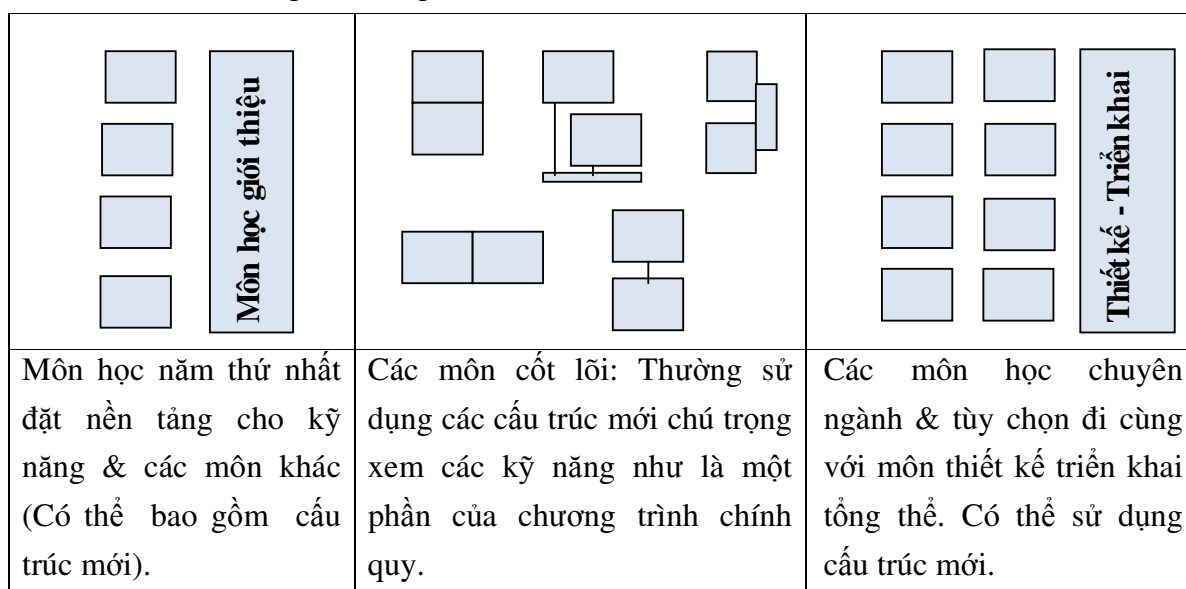 Môn học giới thiệu
Thiết kế - Triển khai
Môn học năm thứ nhất
đặt nền tảng cho kỹ
năng & các môn khác
(Có thể bao gồm cấu
trúc mới).
Các môn cốt lõi: Thường sử
dụng các cấu trúc mới chú trọng
xem các kỹ năng như là một
phần của chương trình chính
quy.
Các môn học chuyên
ngành & tùy chọn đi cùng
với môn thiết kế triển khai
tổng thể. Có thể sử dụng
cấu trúc mới.